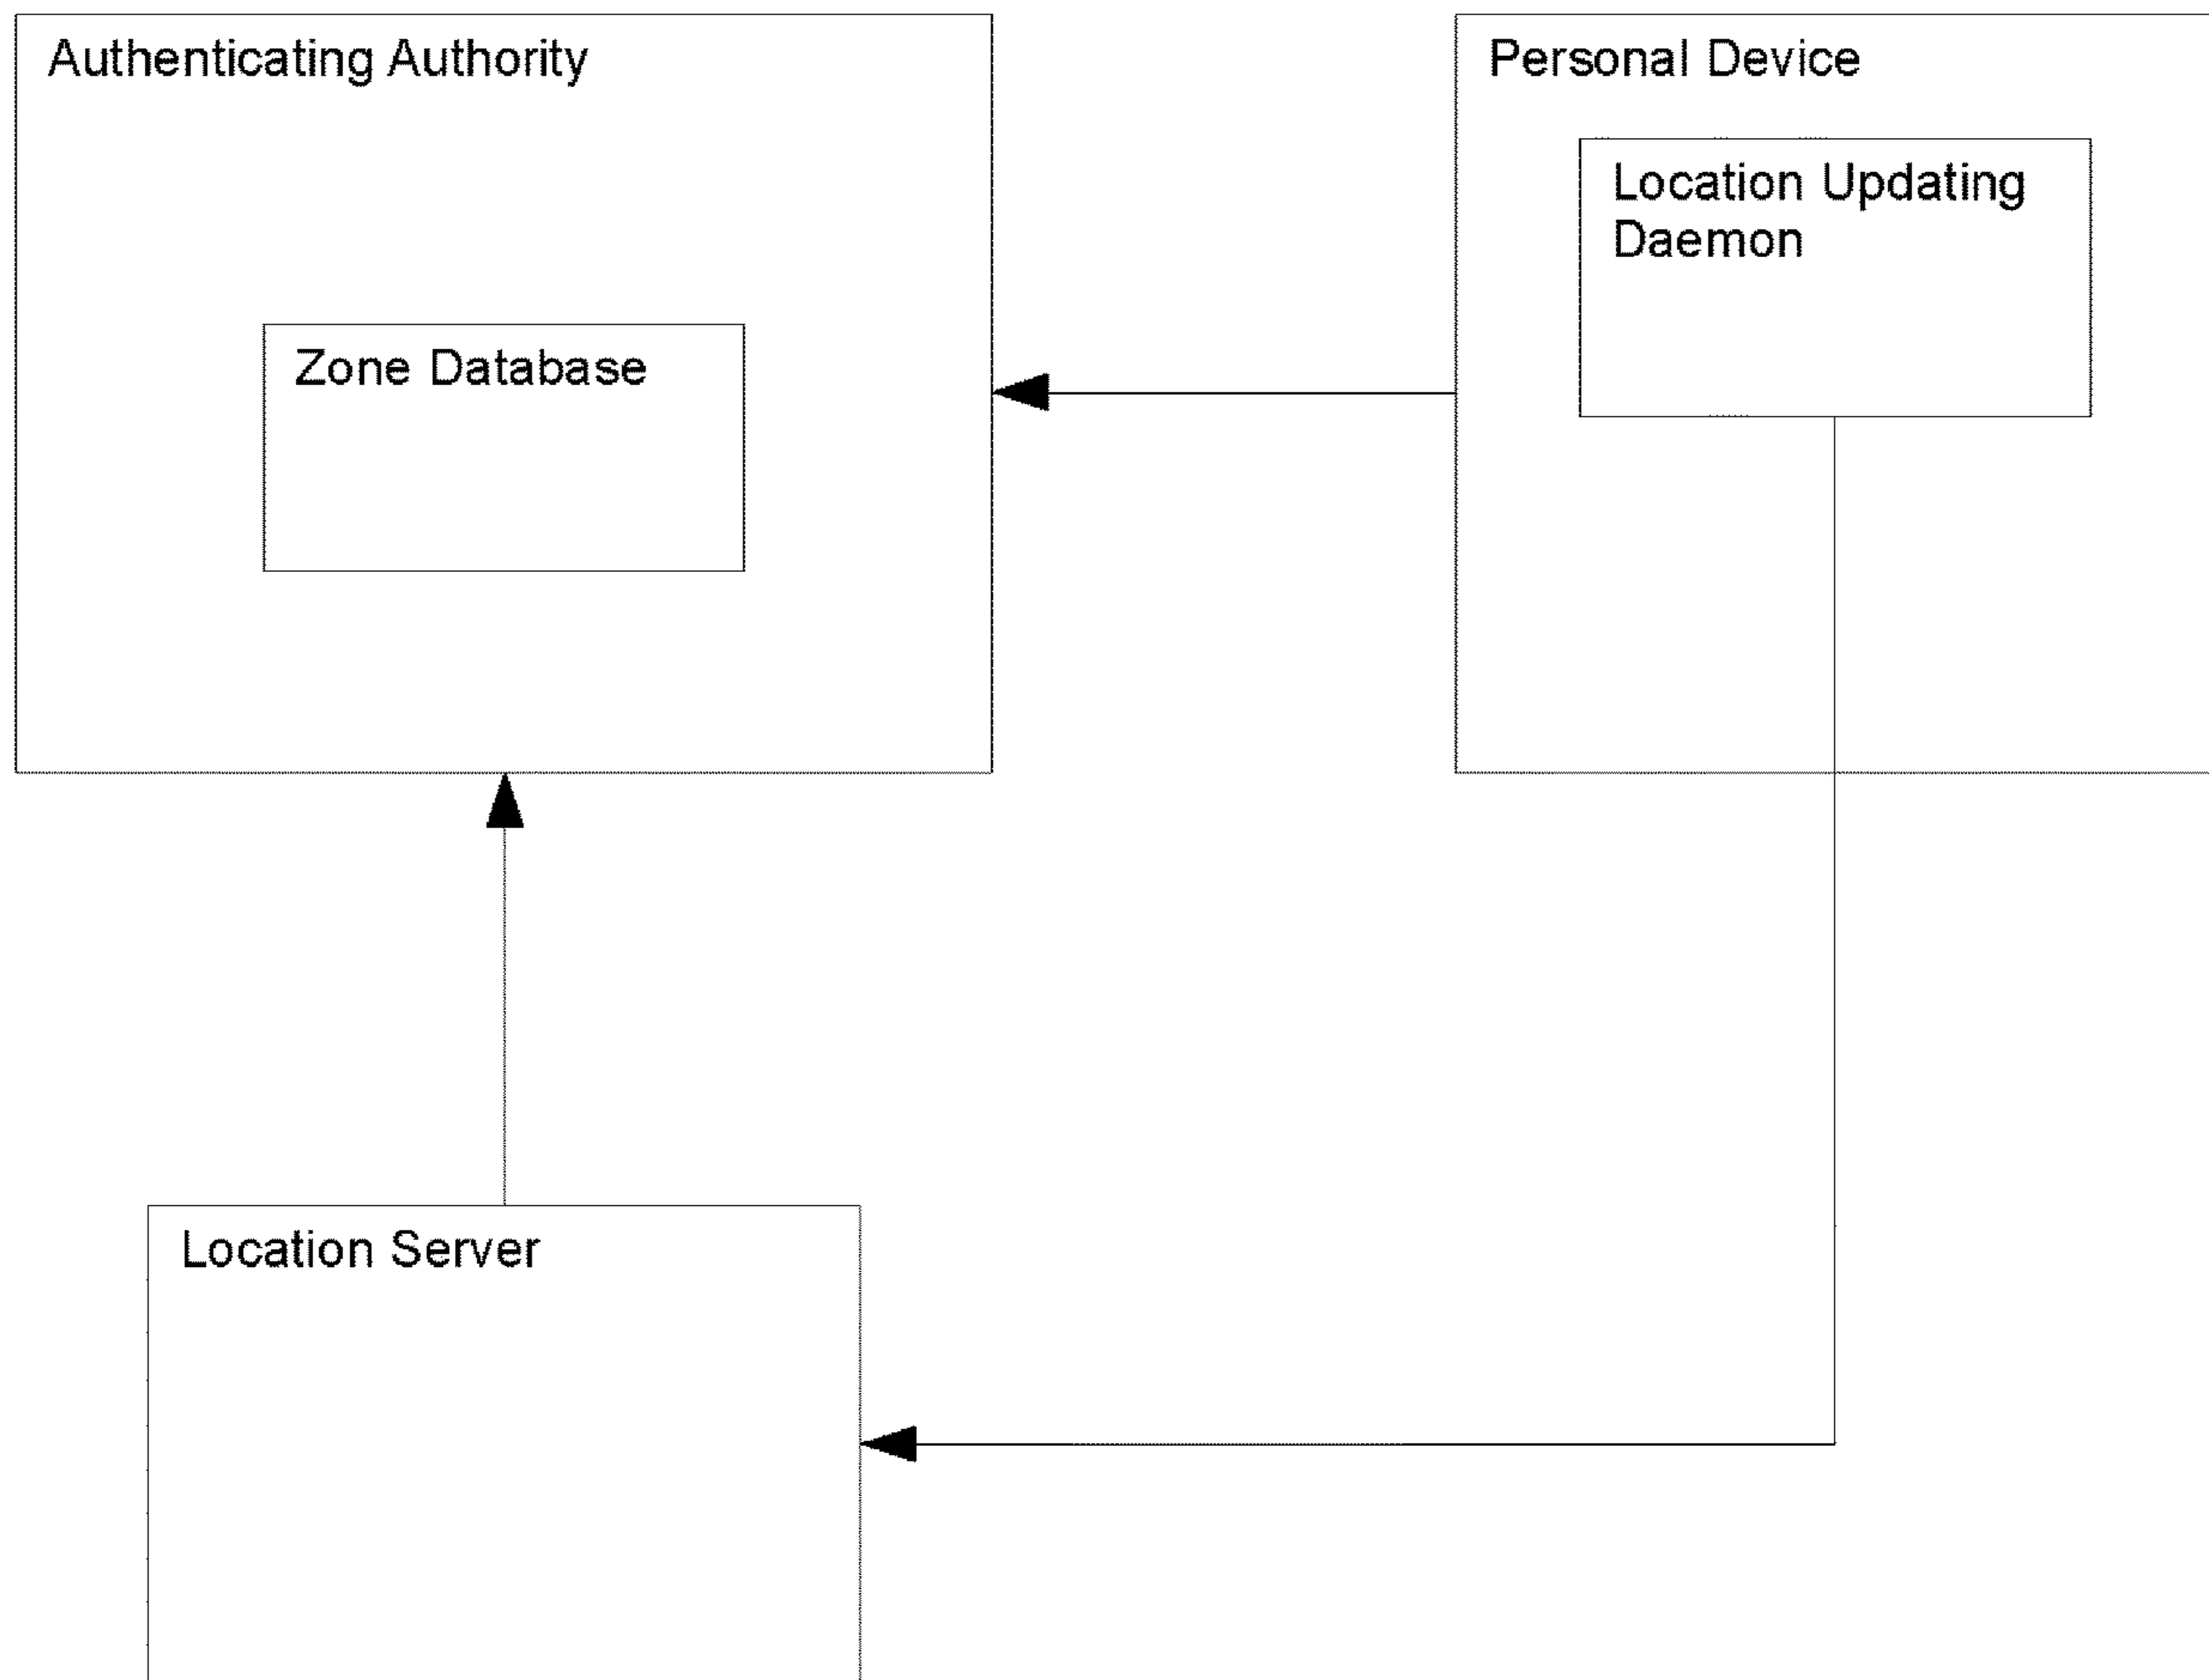 Authenticating Authority
Personal Device
Location Updating
Daemon
Zone Database
Location Server